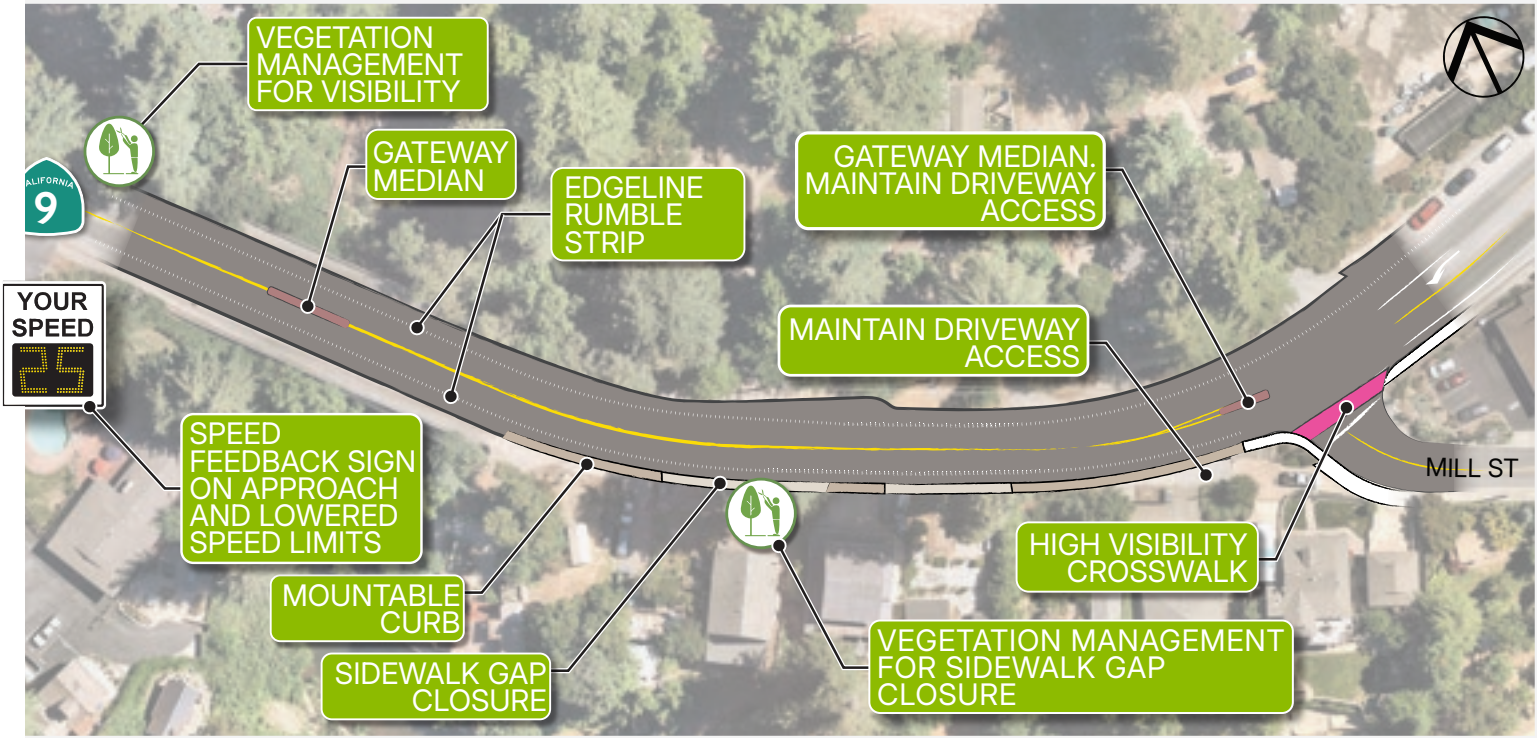 VEGETATION
MANAGEMENT
FOR VISIBILITY
GATEWAY
MEDIAN
EDGELINE
RUMBLE
STRIP
GATEWAY MEDIAN.
MAINTAIN DRIVEWAY
ACCESS
ALIFORNIA
9
YOUR
SPEED
25
MAINTAIN DRIVEWAY
ACCESS
SPEED
FEEDBACK SIGN
ON APPROACH
AND LOWERED
SPEED LIMITS
MILL ST
MOUNTABLE
CURB
HIGH VISIBILITY
CROSSWALK
SIDEWALK GAP
CLOSURE
VEGETATION MANAGEMENT
FOR SIDEWALK GAP
CLOSURE